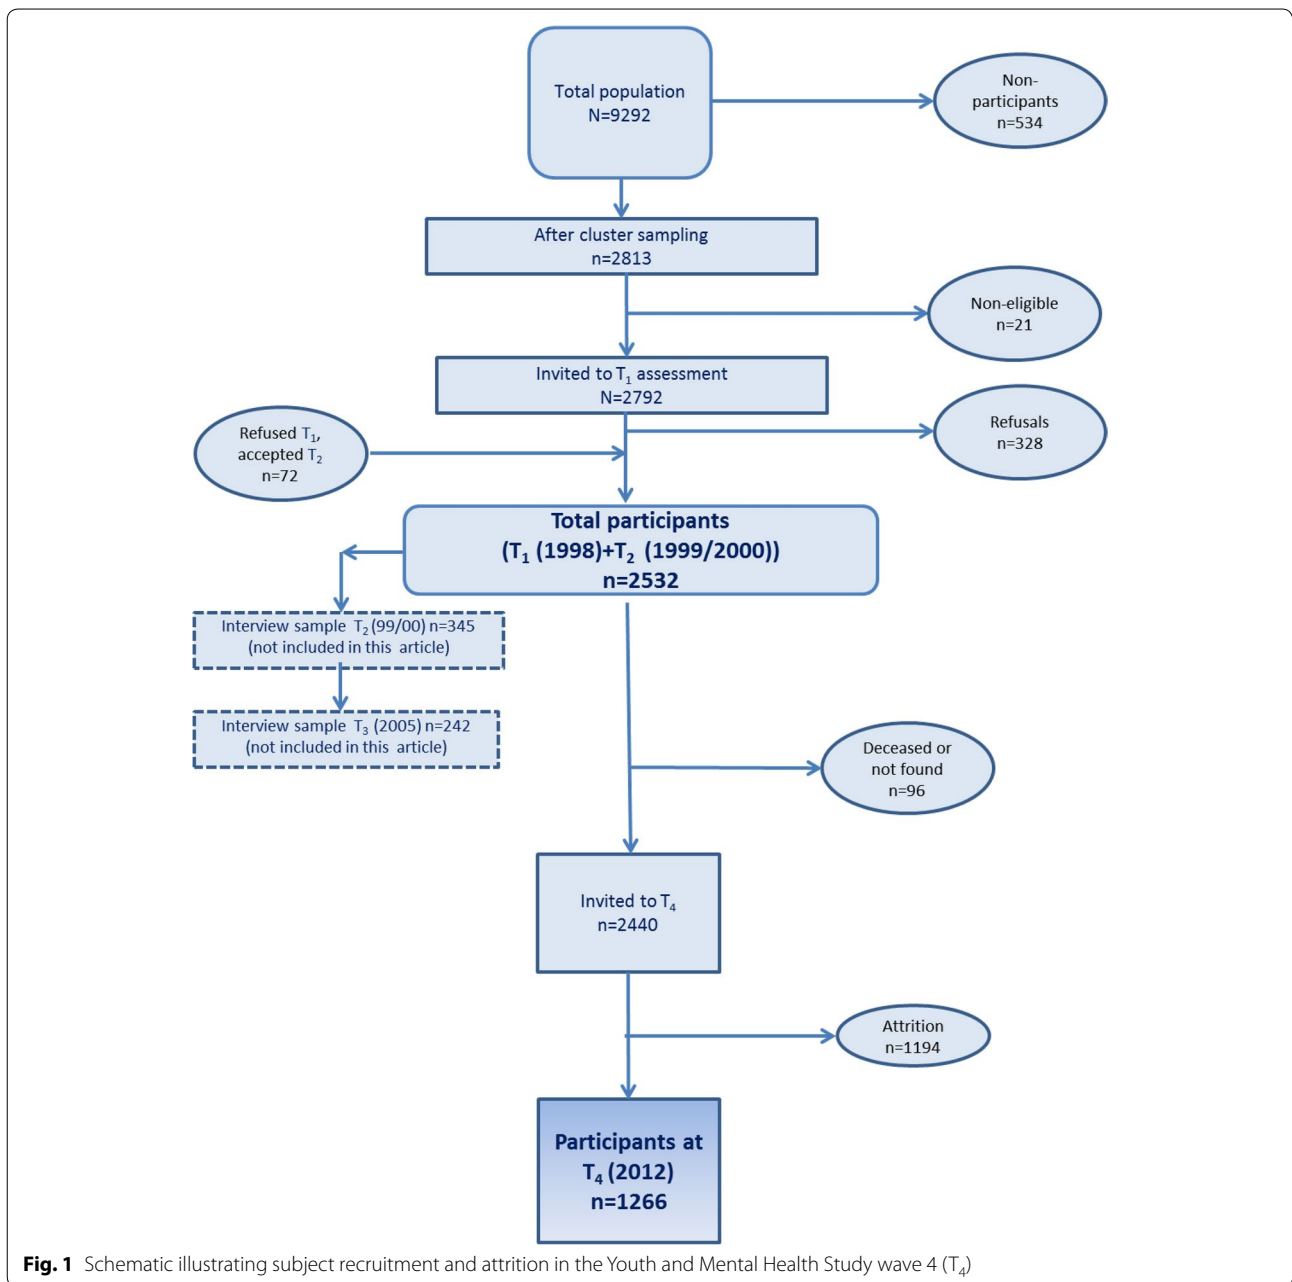 Total population
N=9292
Non-
participants
n=534
After cluster sampling
n=2813
Non-eligible
n=21
Invited to T₁ assessment
N=2792
Refusals
n=328
Refused T₁,
accepted T₂
n=72
Total participants
(T₁ (1998)+T₂ (1999/2000))
n=2532
Interview sample T₂ (99/00) n=345
(not included in this article)
Interview sample T₃ (2005) n=242
(not included in this article)
Deceased or
not found
n=96
Invited to T₄
n=2440
Attrition
n=1194
Participants at
T₄ (2012)
n=1266
Fig. 1 Schematic illustrating subject recruitment and attrition in the Youth and Mental Health Study wave 4 (T₄)